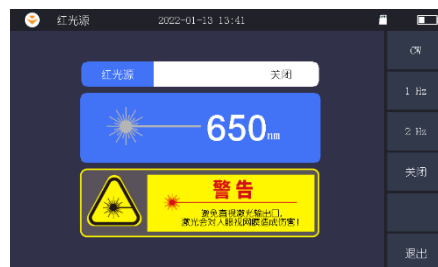 红光源 2022-01-13 13:41
红光源 关闭
650nm
警告
避免直视激光输出口,
激光会对人眼视网膜造成伤害!
CW
1 Hz
2 Hz
关闭
退出